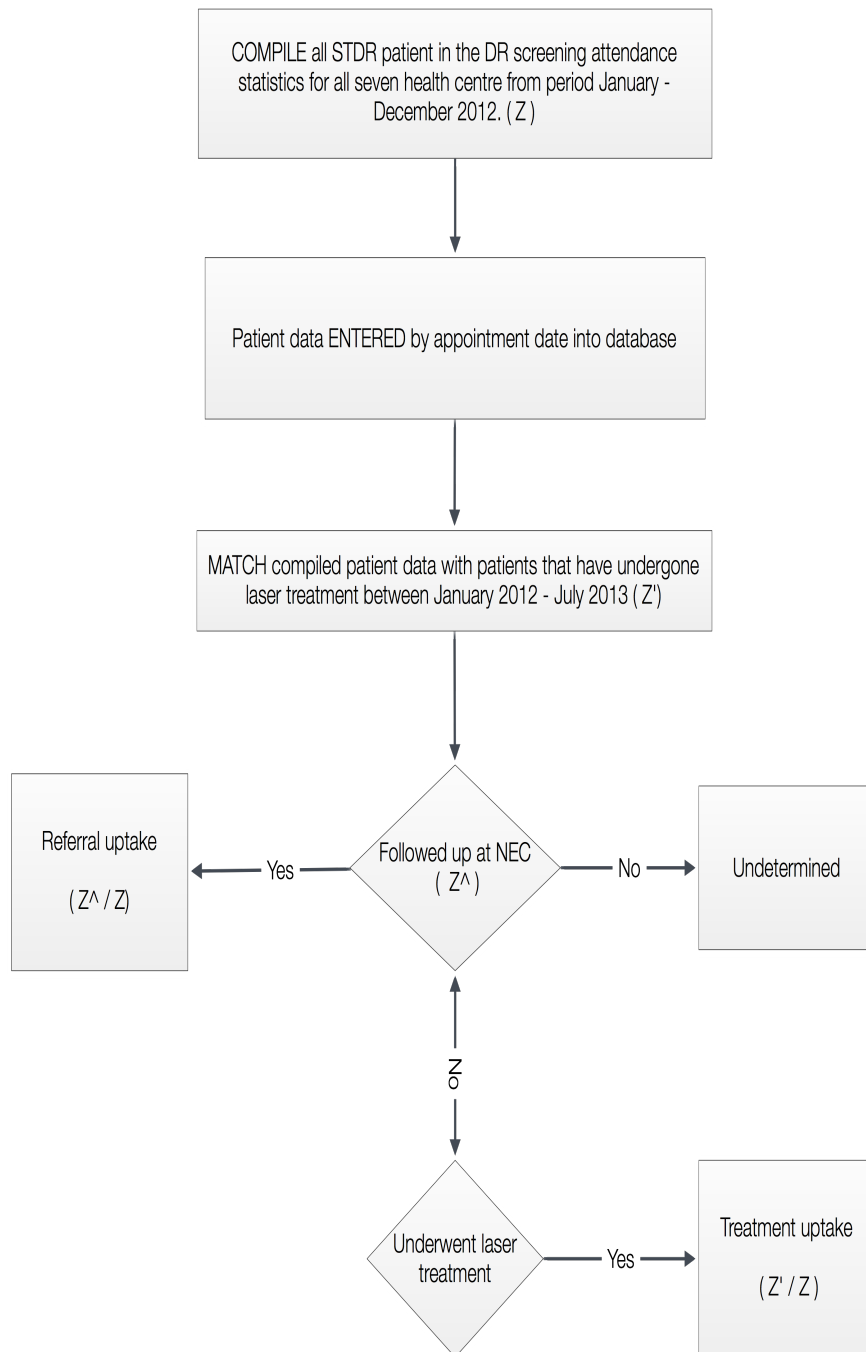 COMPILE all STDR patient in the DR screening attendance
statistics for all seven health centre from period January -
December 2012. ( Z )
Patient data ENTERED by appointment date into database
MATCH compiled patient data with patients that have undergone
laser treatment between January 2012 - July 2013 ( Z')
Referral uptake
( Z^ / Z)
Yes
Followed up at NEC
( Z^ )
No
Undetermined
No
Underwent laser
treatment
Yes
Treatment uptake
( Z' / Z )